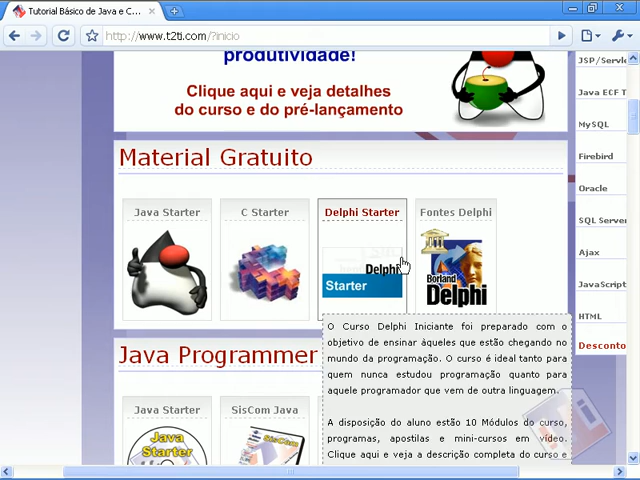 Tutorial Básico de Java e C...
http://www.t2ti.com/?inicio
produtividade!
Clique aqui e veja detalhes
do curso e do pré-lançamento
JSP/Servle
Java ECF T
MySQL
Firebird
Oracle
SQL Server
Ajax
JavaScript
HTML
Desconto
Material Gratuito
Java Starter
C Starter
Delphi Starter
Fontes Delphi
Delphi
Starter
Borland
Delphi
O Curso Delphi Iniciante foi preparado com o
objetivo de ensinar àqueles que estão chegando no
mundo da programação. O curso é ideal tanto para
quem nunca estudou programação quanto para
aquele programador que vem de outra linguagem.
A disposição do aluno estão 10 Módulos do curso,
programas, apostilas e mini-cursos em vídeo.
Clique aqui e veja a descrição completa do curso e
Java Programmer
Java Starter
SisCom Java
Java
Starter
SisCom